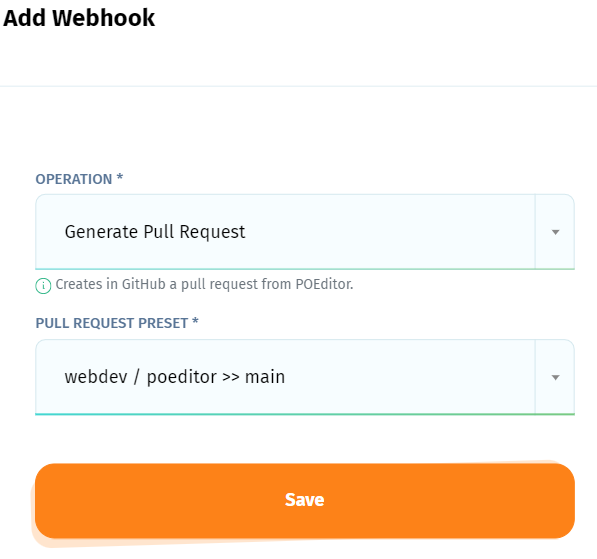 Add Webhook
OPERATION *
Generate Pull Request
Creates in GitHub a pull request from POEditor.
PULL REQUEST PRESET *
webdev / poeditor >> main
Save